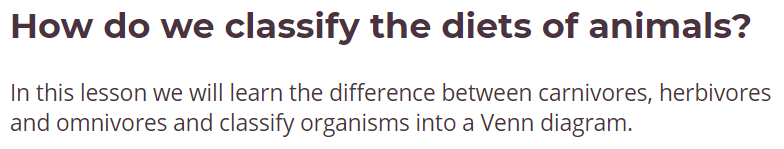 How do we classify the diets of animals?
In this lesson we will learn the difference between carnivores, herbivores
and omnivores and classify organisms into a Venn diagram.